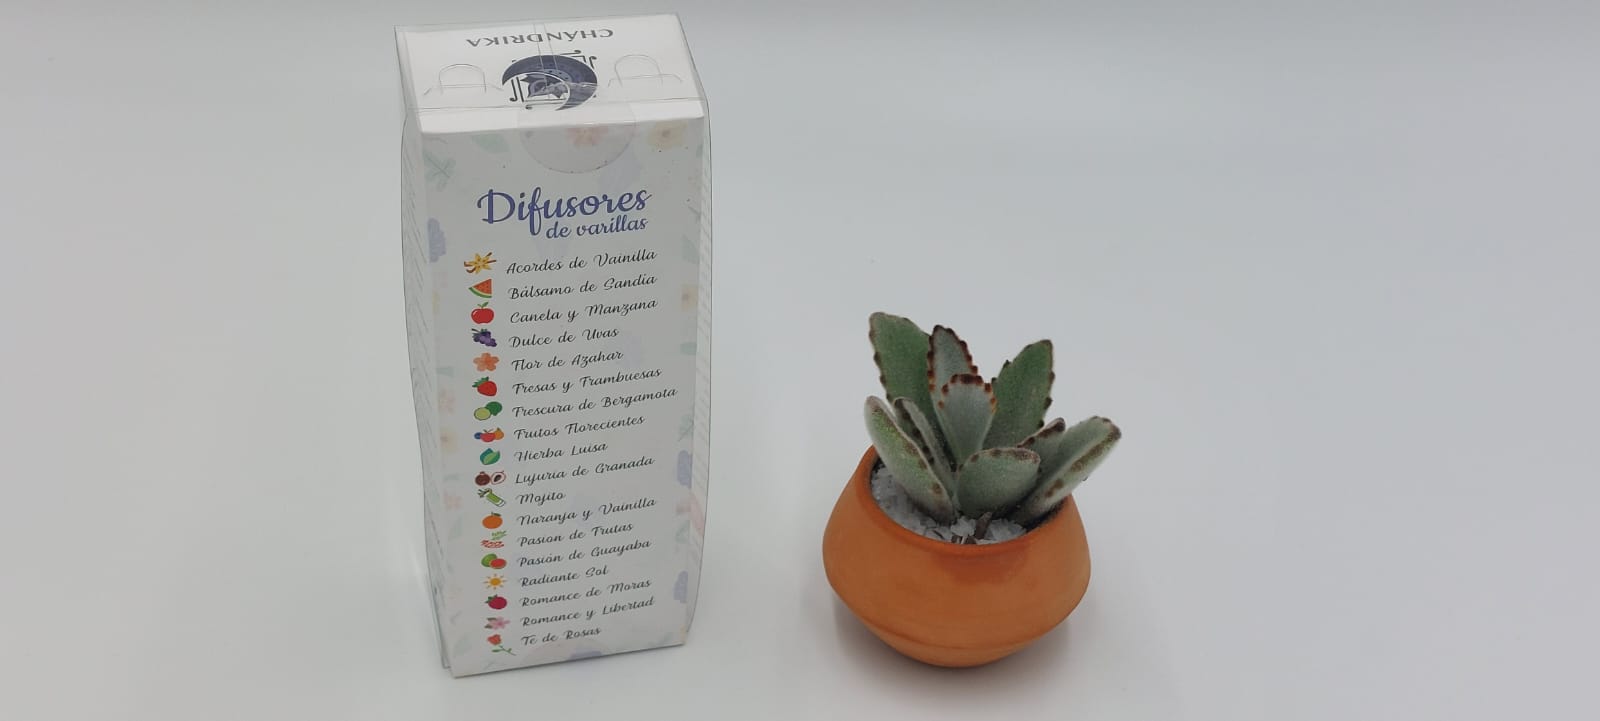 CHÁNDRIKA
Difusores
de varillas
Acordes de Vainilla
Bálsamo de Sandía
Canela y Manzana
Dulce de Uvas
Flor de Azahar
Fresas y Frambuesas
Frescura de Bergamota
Frutos Florecientes
Hierba Luisa
Lujuria de Granada
Mojito
Naranja y Vainilla
Pasion de Frutas
Pasión de Guayaba
Radiante Sol
Romance de Moras
Romance y Libertad
Té de Rosas